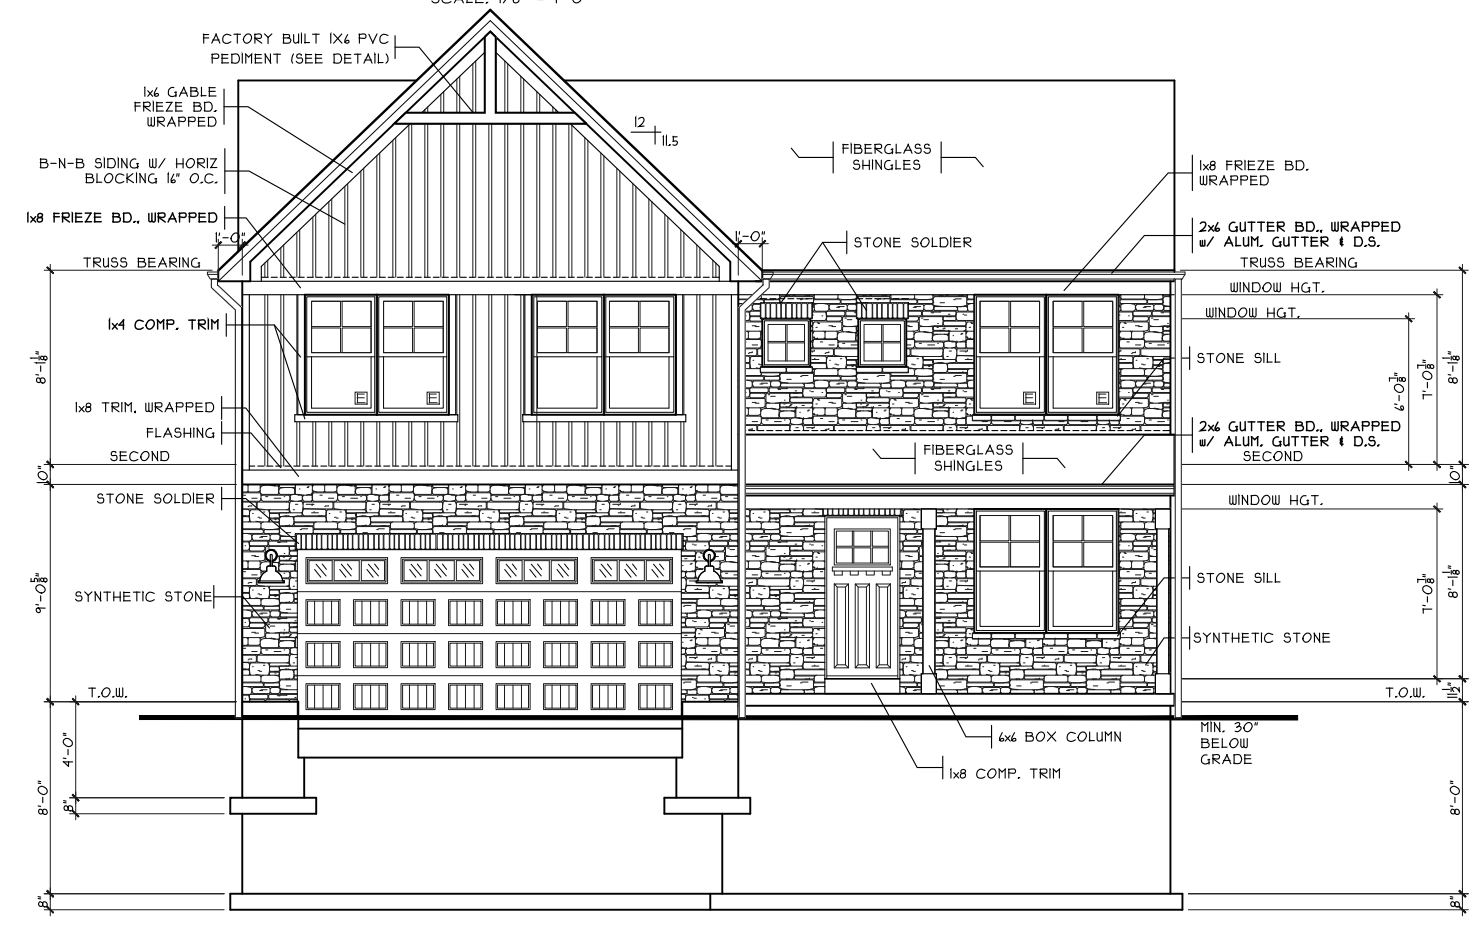 FACTORY BUILT 1X6 PVC
PEDIMENT (SEE DETAIL)
1x6 GABLE
FRIEZE BD.
WRAPPED
B-N-B SIDING W/ HORIZ
BLOCKING 16" O.C.
1x8 FRIEZE BD., WRAPPED
1'-0"
1'-0"
12
11.5
FIBERGLASS
SHINGLES
1x8 FRIEZE BD.
WRAPPED
2x6 GUTTER BD., WRAPPED
w/ ALUM. GUTTER & D.S.
STONE SOLDIER
TRUSS BEARING
TRUSS BEARING
WINDOW HGT.
WINDOW HGT.
1x4 COMP. TRIM
STONE SILL
8'-1 1/8"
6'-0 7/8"
7'-0 7/8"
8'-1 1/8"
1x8 TRIM, WRAPPED
FLASHING
SECOND
2x6 GUTTER BD., WRAPPED
w/ ALUM. GUTTER & D.S.
SECOND
FIBERGLASS
SHINGLES
10"
10"
STONE SOLDIER
WINDOW HGT.
9'-0 5/8"
SYNTHETIC STONE
STONE SILL
7'-0 7/8"
8'-1 1/8"
SYNTHETIC STONE
T.O.W.
T.O.W.
11 1/2"
6x6 BOX COLUMN
1x8 COMP. TRIM
MIN. 30"
BELOW
GRADE
4'-0"
8'-0"
8"
8'-0"
8"
8"